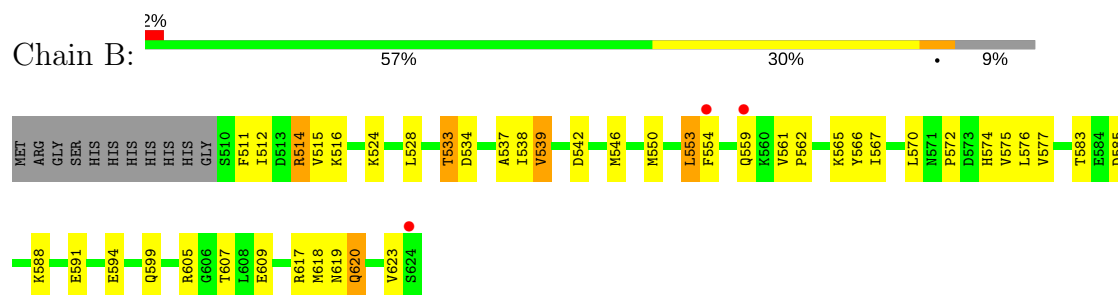 2%
Chain B:
57% 30% • 9%
MET ARG GLY SER HIS HIS HIS HIS HIS HIS GLY S510 F511 I512 D513 R514 V515 K516 K524 L528 T533 D534 A537 I538 V539 D542 M546 M550 L553 F554 Q559 K560 V561 P562 K565 Y566 I567 L570 N571 P572 D573 H574 V575 L576 V577 T583 E584 D585
K588 E591 E594 Q599 R605 G606 T607 L608 E609 R617 M618 N619 Q620 V623 S624